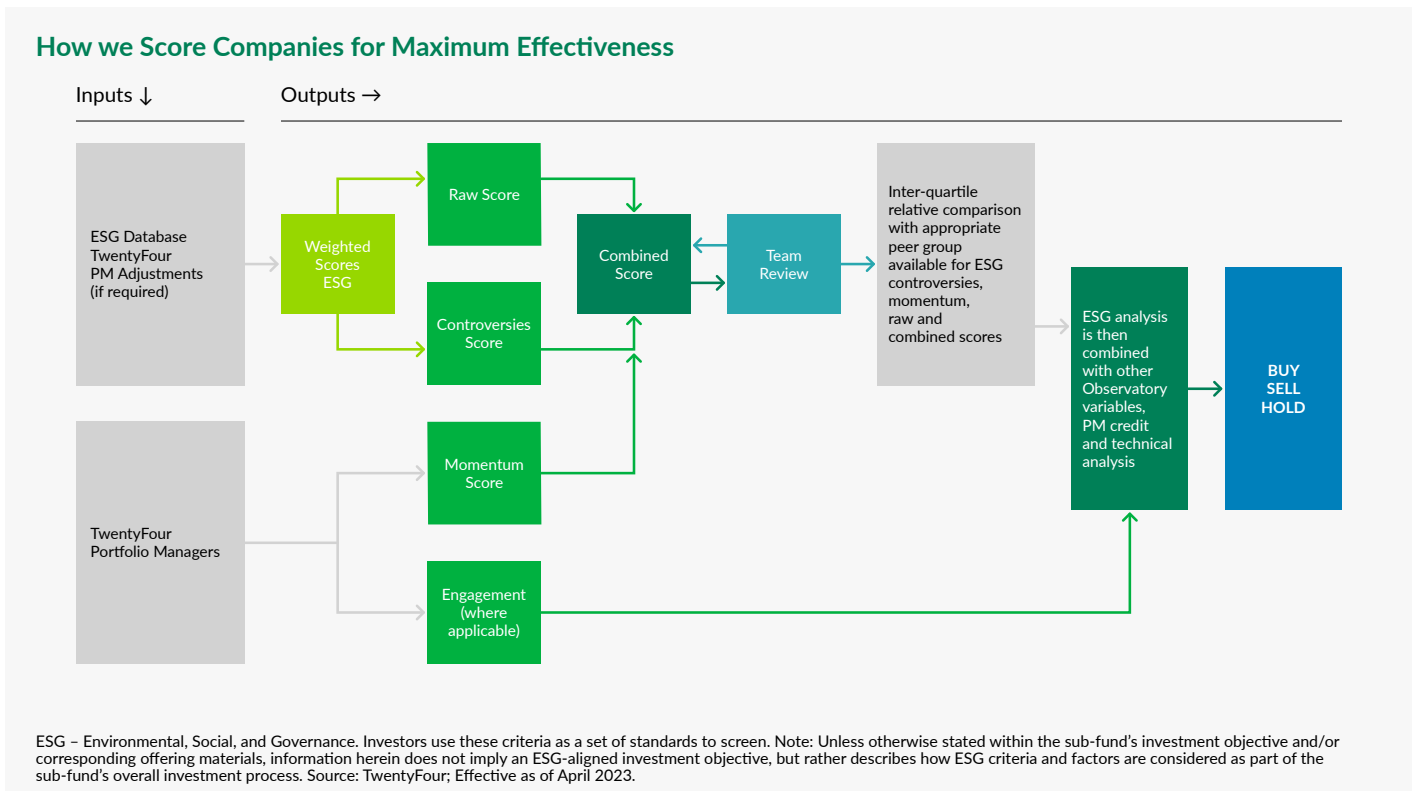 How we Score Companies for Maximum Effectiveness
Inputs ↓
Outputs →
ESG Database
TwentyFour
PM Adjustments
(if required)
Weighted
Scores
ESG
Raw Score
Controversies
Score
Combined
Score
Team
Review
Inter-quartile
relative comparison
with appropriate
peer group
available for ESG
controversies,
momentum,
raw and
combined scores
ESG analysis
is then
combined
with other
Observatory
variables,
PM credit
and technical
analysis
BUY
SELL
HOLD
TwentyFour
Portfolio Managers
Momentum
Score
Engagement
(where
applicable)
ESG – Environmental, Social, and Governance. Investors use these criteria as a set of standards to screen. Note: Unless otherwise stated within the sub-fund’s investment objective and/or
corresponding offering materials, information herein does not imply an ESG-aligned investment objective, but rather describes how ESG criteria and factors are considered as part of the
sub-fund’s overall investment process. Source: TwentyFour; Effective as of April 2023.